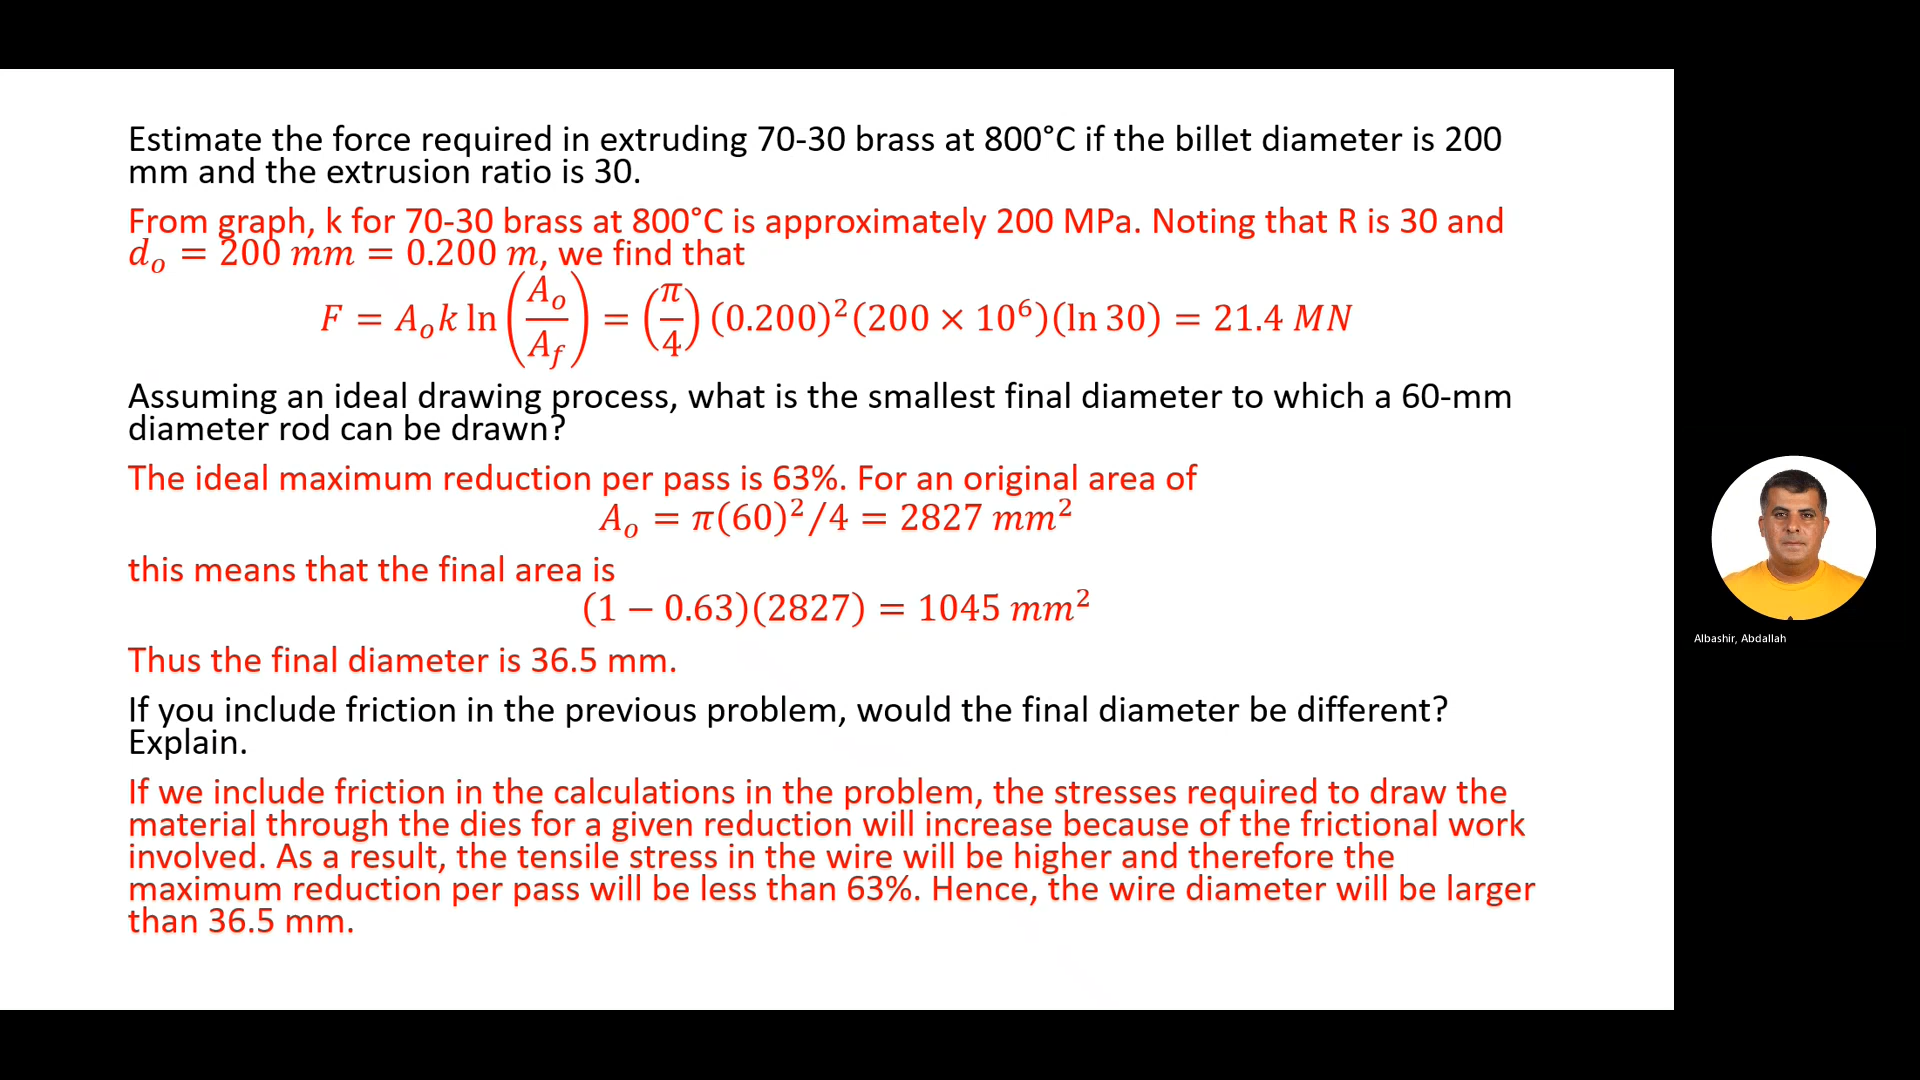 Estimate the force required in extruding 70-30 brass at 800°C if the billet diameter is 200
mm and the extrusion ratio is 30.
From graph, k for 70-30 brass at 800°C is approximately 200 MPa. Noting that R is 30 and
d_o = 200 mm = 0.200 m, we find that
F = A_o k ln(A_o/A_f) = (π/4)(0.200)²(200 × 10⁶)(ln 30) = 21.4 MN
Assuming an ideal drawing process, what is the smallest final diameter to which a 60-mm
diameter rod can be drawn?
The ideal maximum reduction per pass is 63%. For an original area of
A_o = π(60)²/4 = 2827 mm²
this means that the final area is
(1 − 0.63)(2827) = 1045 mm²
Thus the final diameter is 36.5 mm.
If you include friction in the previous problem, would the final diameter be different?
Explain.
If we include friction in the calculations in the problem, the stresses required to draw the
material through the dies for a given reduction will increase because of the frictional work
involved. As a result, the tensile stress in the wire will be higher and therefore the
maximum reduction per pass will be less than 63%. Hence, the wire diameter will be larger
than 36.5 mm.
Albashir, Abdallah